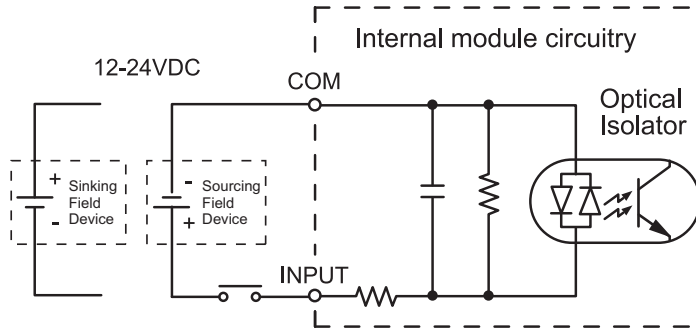 Internal module circuitry
12-24VDC
COM
Optical
Isolator
+
Sinking
Field
Device
-
-
Sourcing
Field
Device
+
INPUT